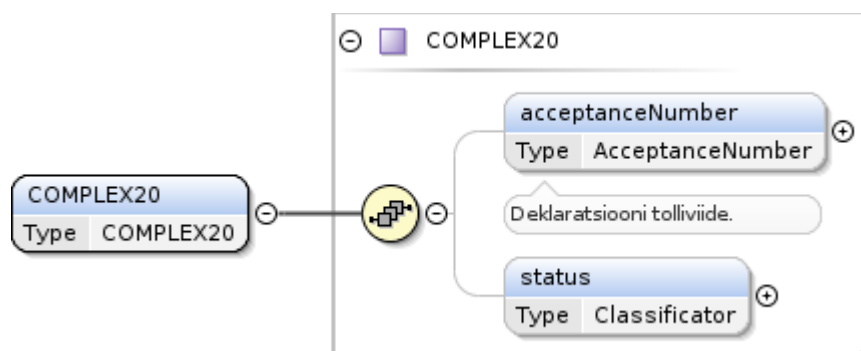 COMPLEX20
acceptanceNumber
Type AcceptanceNumber
COMPLEX20
Type COMPLEX20
Deklaratsiooni tolliviide.
status
Type Classificator